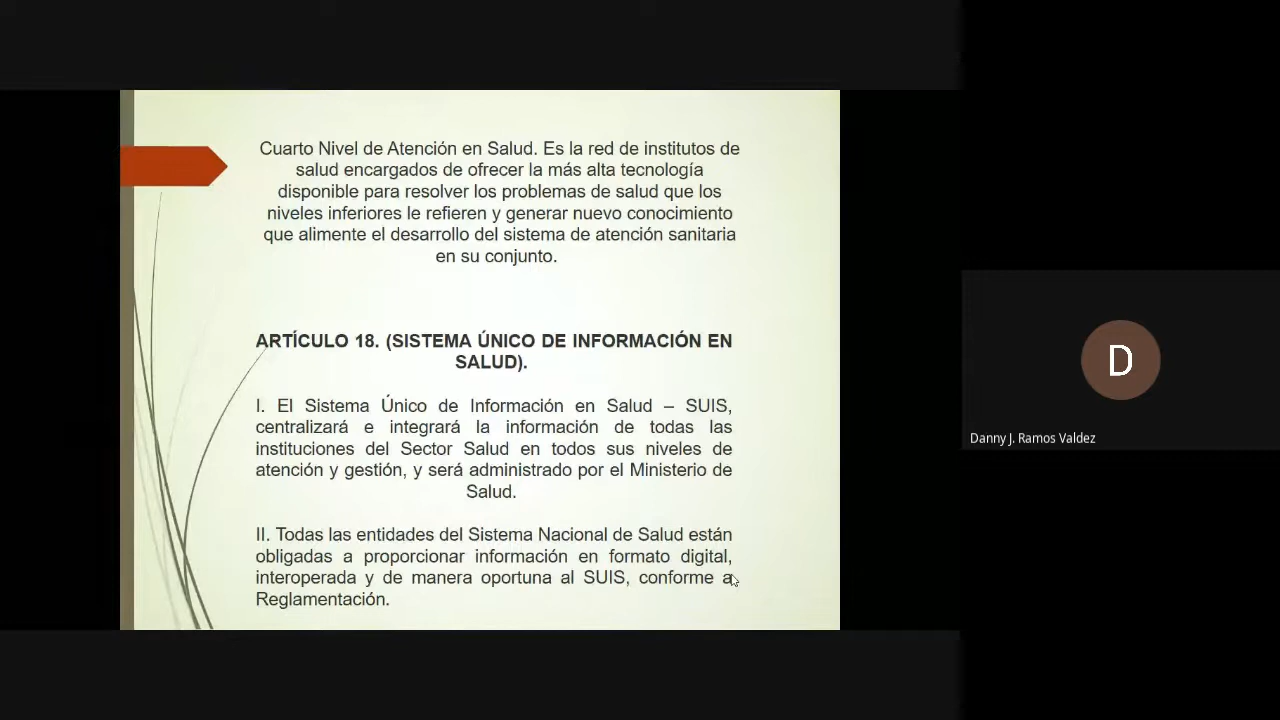 Cuarto Nivel de Atención en Salud. Es la red de institutos de
salud encargados de ofrecer la más alta tecnología
disponible para resolver los problemas de salud que los
niveles inferiores le refieren y generar nuevo conocimiento
que alimente el desarrollo del sistema de atención sanitaria
en su conjunto.
ARTÍCULO 18. (SISTEMA ÚNICO DE INFORMACIÓN EN
SALUD).
I. El Sistema Único de Información en Salud – SUIS,
centralizará e integrará la información de todas las
instituciones del Sector Salud en todos sus niveles de
atención y gestión, y será administrado por el Ministerio de
Salud.
II. Todas las entidades del Sistema Nacional de Salud están
obligadas a proporcionar información en formato digital,
interoperada y de manera oportuna al SUIS, conforme a
Reglamentación.
D
Danny J. Ramos Valdez